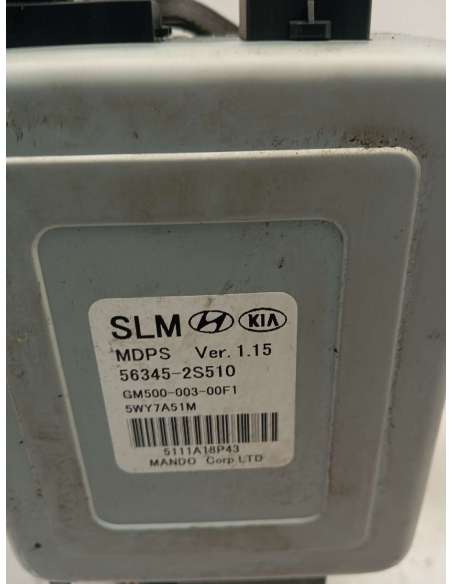 SLM KIA
MDPS Ver. 1.15
56345-2S510
GM500-003-00F1
5WY7A51M
5111A18P43
MANDO Corp.LTD